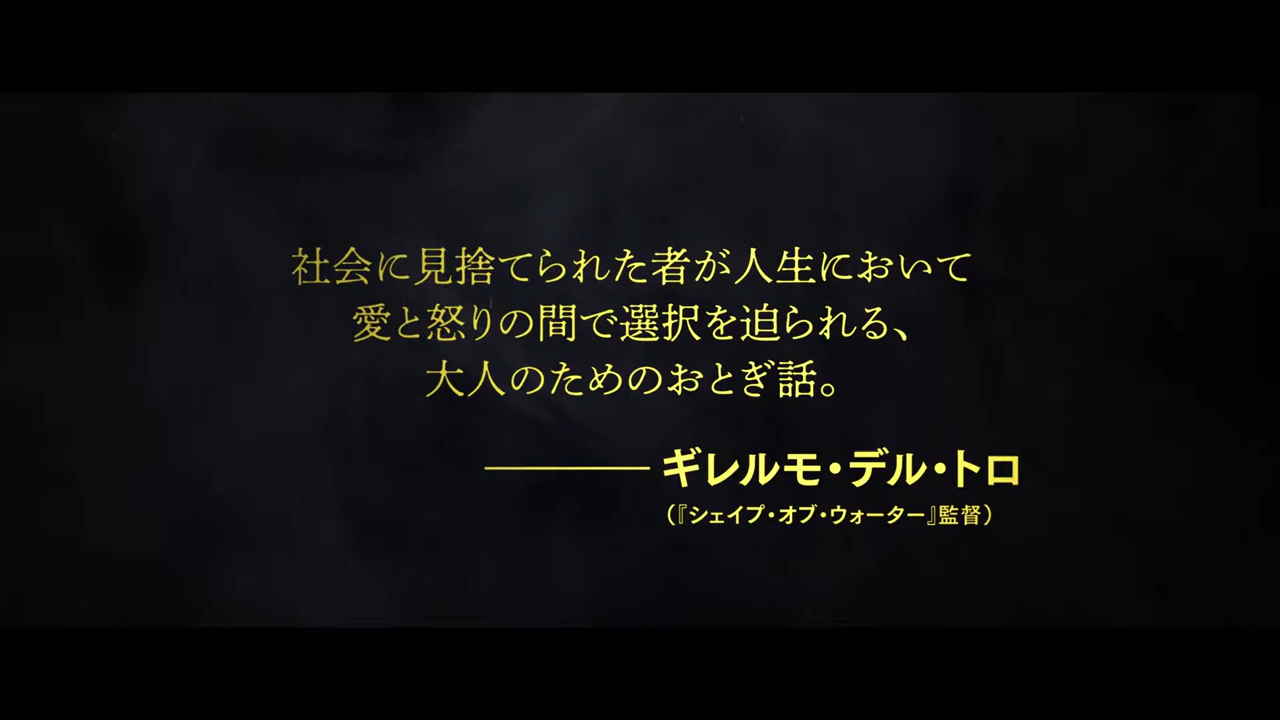 社会に見捨てられた者が人生において
愛と怒りの間で選択を迫られる、
大人のためのおとぎ話。
――――ギレルモ・デル・トロ
(『シェイプ・オブ・ウォーター』監督)